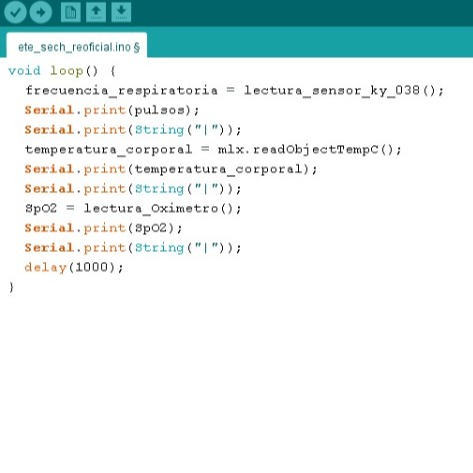 ete_sech_reoficial.ino §
void loop() {
frecuencia_respiratoria = lectura_sensor_ky_038();
Serial.print(pulsos);
Serial.print(String("|"));
temperatura_corporal = mlx.readObjectTempC();
Serial.print(temperatura_corporal);
Serial.print(String("|"));
SpO2 = lectura_Oximetro();
Serial.print(SpO2);
Serial.print(String("|"));
delay(1000);
}